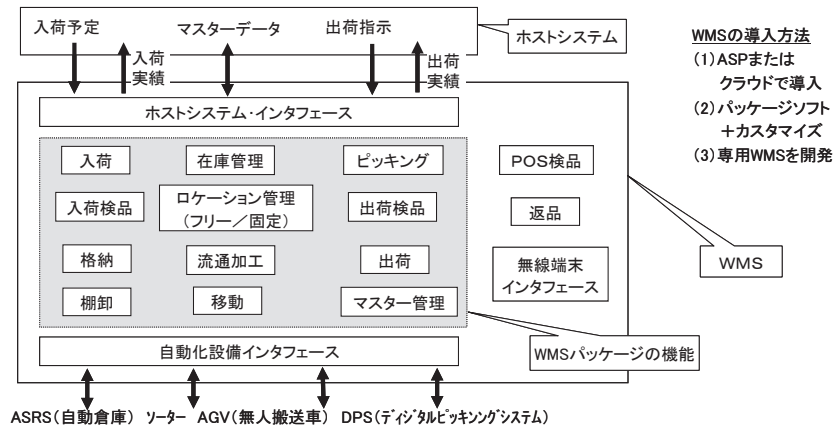 入荷予定
マスターデータ
出荷指示
ホストシステム
入荷
実績
出荷
実績
WMSの導入方法
(1)ASPまたは
クラウドで導入
(2)パッケージソフト
+カスタマイズ
(3)専用WMSを開発
ホストシステム・インタフェース
入荷
在庫管理
ピッキング
POS検品
入荷検品
ロケーション管理
(フリー/固定)
出荷検品
返品
格納
流通加工
出荷
無線端末
インタフェース
WMS
棚卸
移動
マスター管理
自動化設備インタフェース
WMSパッケージの機能
ASRS(自動倉庫) ソーター AGV(無人搬送車) DPS(ディジタルピッキンングシステム)